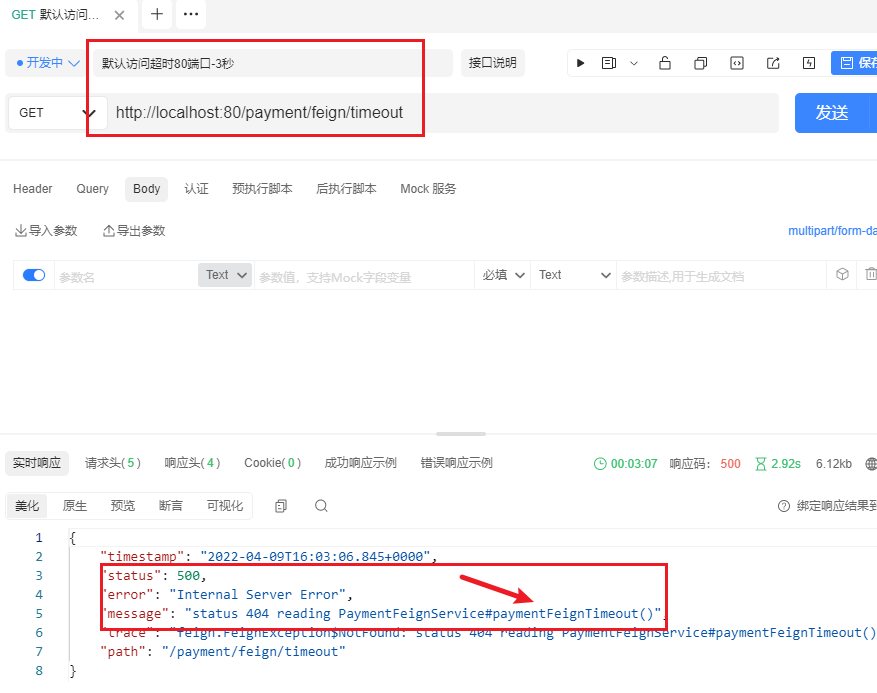 GET 默认访问...
开发中 默认访问超时80端口-3秒 接口说明 保存
GET http://localhost:80/payment/feign/timeout 发送
Header Query Body 认证 预执行脚本 后执行脚本 Mock 服务
导入参数 导出参数 multipart/form-da
参数名 Text 参数值，支持Mock字段变量 必填 Text 参数描述,用于生成文档
实时响应 请求头(5) 响应头(4) Cookie(0) 成功响应示例 错误响应示例 00:03:07 响应码： 500 2.92s 6.12kb
美化 原生 预览 断言 可视化 绑定响应结果到
1 {
2 "timestamp": "2022-04-09T16:03:06.845+0000",
3 "status": 500,
4 "error": "Internal Server Error",
5 "message": "status 404 reading PaymentFeignService#paymentFeignTimeout()",
6 "trace": "feign.FeignException$NotFound: status 404 reading PaymentFeignService#paymentFeignTimeout()
7 "path": "/payment/feign/timeout"
8 }